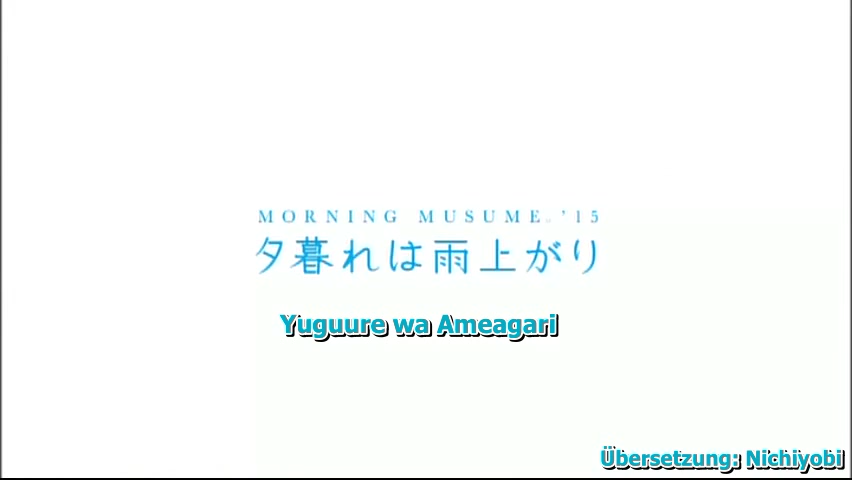 MORNING MUSUME。'15
夕暮れは雨上がり
Yuguure wa Ameagari
Übersetzung: Nichiyobi